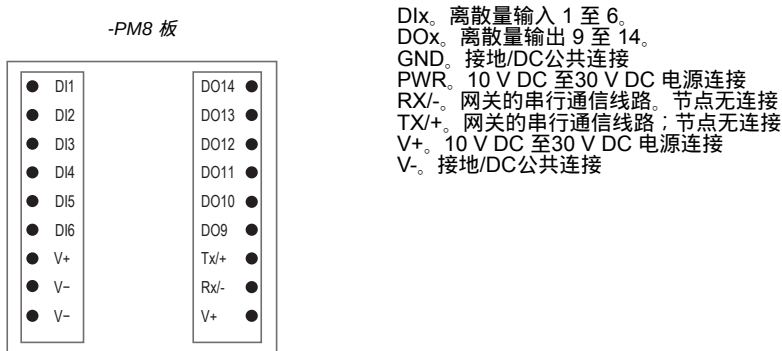 -PM8 板
DI1
DI2
DI3
DI4
DI5
DI6
V+
V−
V−
DO14
DO13
DO12
DO11
DO10
DO9
Tx/+
Rx/-
V+
DIx。离散量输入 1 至 6。
DOx。离散量输出 9 至 14。
GND。接地/DC公共连接
PWR。10 V DC 至30 V DC 电源连接
RX/-。网关的串行通信线路。节点无连接
TX/+。网关的串行通信线路；节点无连接
V+。10 V DC 至30 V DC 电源连接
V-。接地/DC公共连接